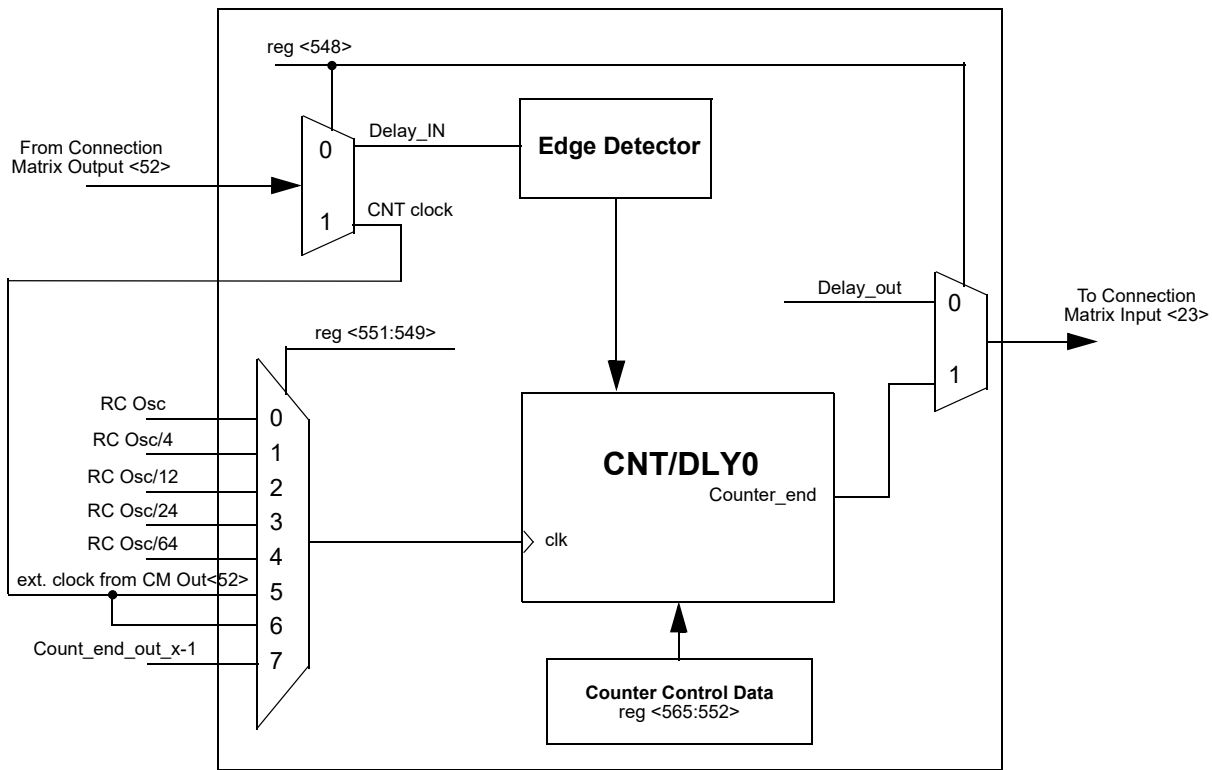 reg <548>
From Connection
Matrix Output <52>
0
1
Delay_IN
CNT clock
Edge Detector
Delay_out
0
1
To Connection
Matrix Input <23>
reg <551:549>
RC Osc
RC Osc/4
RC Osc/12
RC Osc/24
RC Osc/64
ext. clock from CM Out<52>
Count_end_out_x-1
0
1
2
3
4
5
6
7
CNT/DLY0
Counter_end
clk
Counter Control Data
reg <565:552>